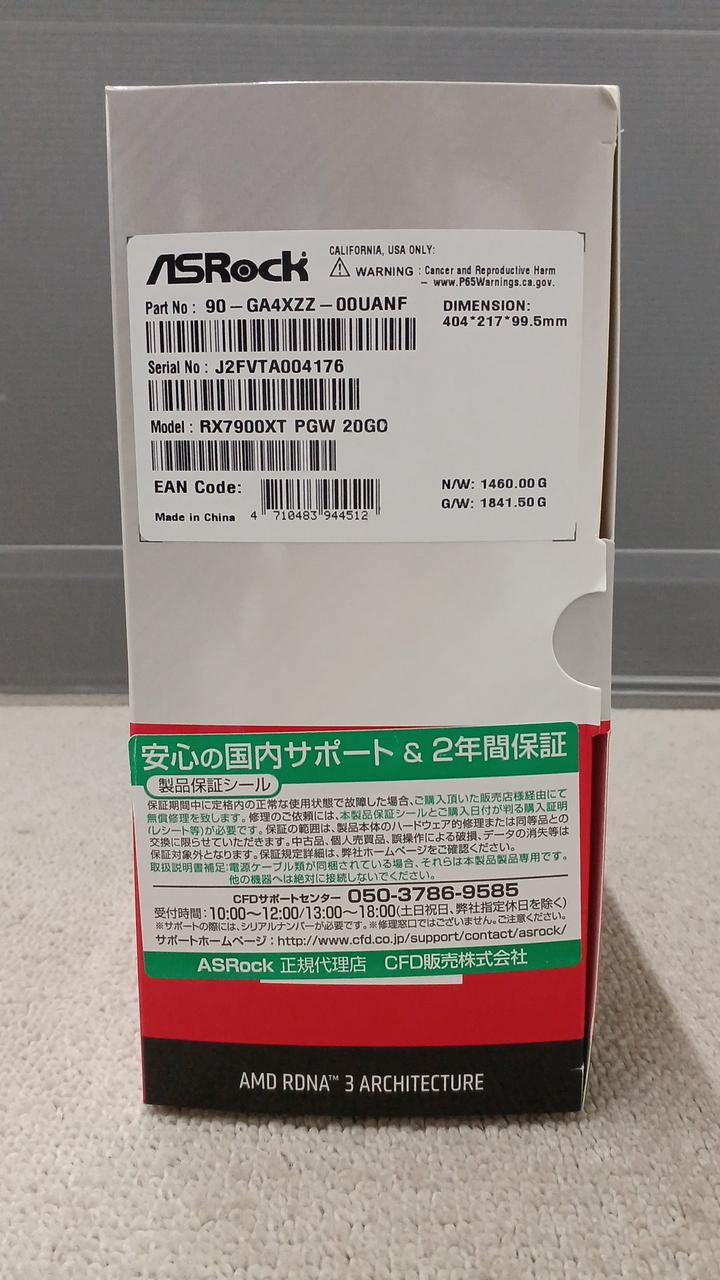 ASRock
CALIFORNIA, USA ONLY:
⚠ WARNING : Cancer and Reproductive Harm
– www.P65Warnings.ca.gov.
Part No : 90-GA4XZZ-00UANF
DIMENSION:
404*217*99.5mm
Serial No : J2FVTA004176
Model : RX7900XT PGW 20GO
EAN Code:
4 710483 944512
Made in China
N/W: 1460.00G
G/W: 1841.50G
安心の国内サポート & 2年間保証
製品保証シール
保証期間中に定格内の正常な使用状態で故障した場合、ご購入頂いた販売店様経由にて
無償修理を致します。修理のご依頼には、本製品保証シールとご購入日付が判る購入証明
(レシート等)が必要です。保証の範囲は、製品本体のハードウェア的修理または同等品との
交換に限らせていただきます。中古品、個人売買品、誤操作による破損、データの消失等は
保証対象外となります。保証規定詳細は、弊社ホームページをご確認ください。
取扱説明書補足:電源ケーブル類が同梱されている場合、それらは本製品製品専用です。
他の機器へは絶対に接続しないでください。
CFDサポートセンター 050-3786-9585
受付時間:10:00〜12:00/13:00〜18:00(土日祝日、弊社指定休日を除く)
※サポートの際には、シリアルナンバーが必要です。※修理窓口ではございません。ご注意ください。
サポートホームページ:http://www.cfd.co.jp/support/contact/asrock/
ASRock 正規代理店 CFD販売株式会社
AMD RDNA™ 3 ARCHITECTURE